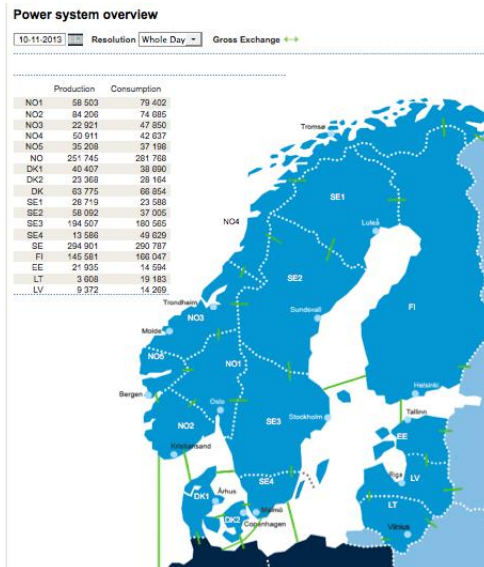 Power system overview
10-11-2013 Resolution Whole Day Gross Exchange
Production Consumption
NO1 58 503 79 402
NO2 84 206 74 685
NO3 22 921 47 850
NO4 50 911 42 637
NO5 35 208 37 198
NO 251 745 281 768
DK1 40 407 38 690
DK2 23 368 28 164
DK 63 775 66 854
SE1 28 719 23 588
SE2 58 092 37 005
SE3 194 507 180 565
SE4 13 586 49 629
SE 294 901 290 787
FI 145 581 166 047
EE 21 935 14 594
LT 3 608 19 183
LV 9 372 14 269
Tromsø
SE1
NO4
Luleå
SE2
Trondheim
NO3
Sundsvall
FI
Molde
NO5
NO1
Bergen
Oslo
Helsinki
NO2
SE3
Stockholm
Tallinn
EE
Kristiansand
Riga
LV
SE4
DK1
Århus
LT
DK2
Malmö
Copenhagen
Vilnius